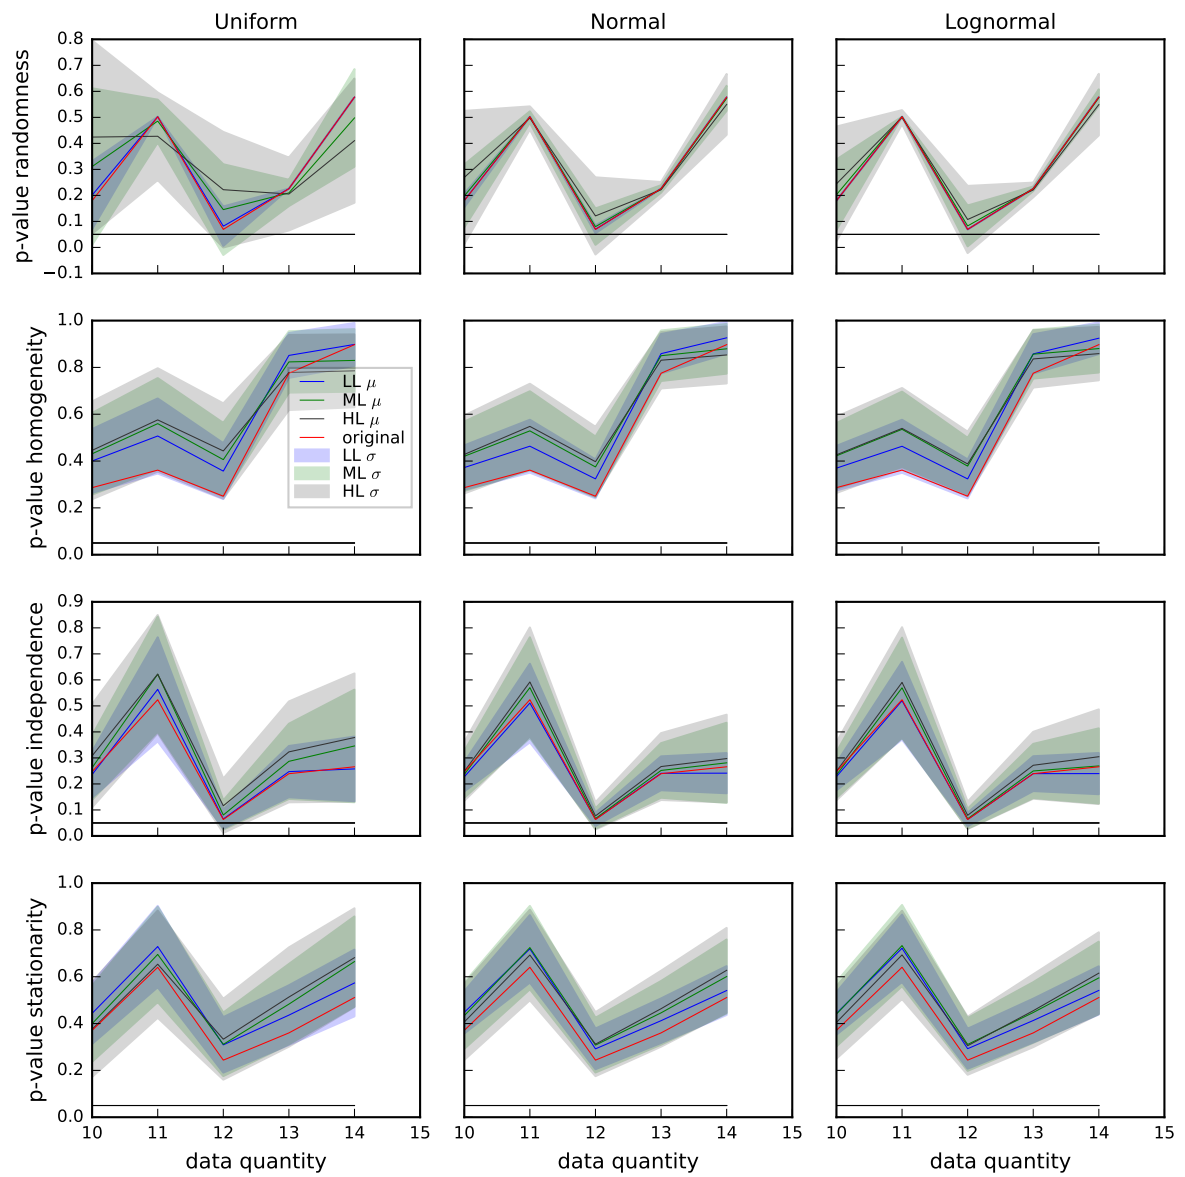 Uniform Normal Lognormal
p-value randomness
0.8
0.7
0.6
0.5
0.4
0.3
0.2
0.1
0.0
−0.1
p-value homogeneity
1.0
0.8
0.6
0.4
0.2
0.0
LL μ
ML μ
HL μ
original
LL σ
ML σ
HL σ
p-value independence
0.9
0.8
0.7
0.6
0.5
0.4
0.3
0.2
0.1
0.0
p-value stationarity
1.0
0.8
0.6
0.4
0.2
0.0
10 11 12 13 14 15 10 11 12 13 14 15 10 11 12 13 14 15
data quantity data quantity data quantity